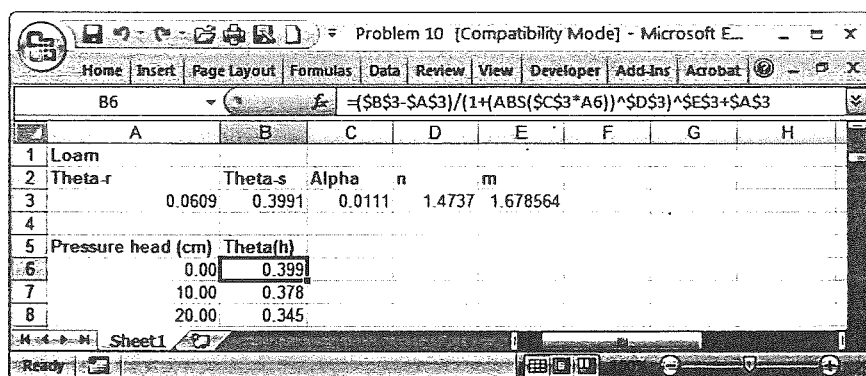 Problem 10 [Compatibility Mode] - Microsoft E...
Home Insert Page Layout Formulas Data Review View Developer Add-Ins Acrobat
B6 fx =($B$3-$A$3)/(1+(ABS($C$3*A6))^$D$3)^$E$3+$A$3
A B C D E F G H
1 Loam
2 Theta-r Theta-s Alpha n m
3 0.0609 0.3991 0.0111 1.4737 1.678564
4
5 Pressure head (cm) Theta(h)
6 0.00 0.399
7 10.00 0.378
8 20.00 0.345
Sheet1
Ready